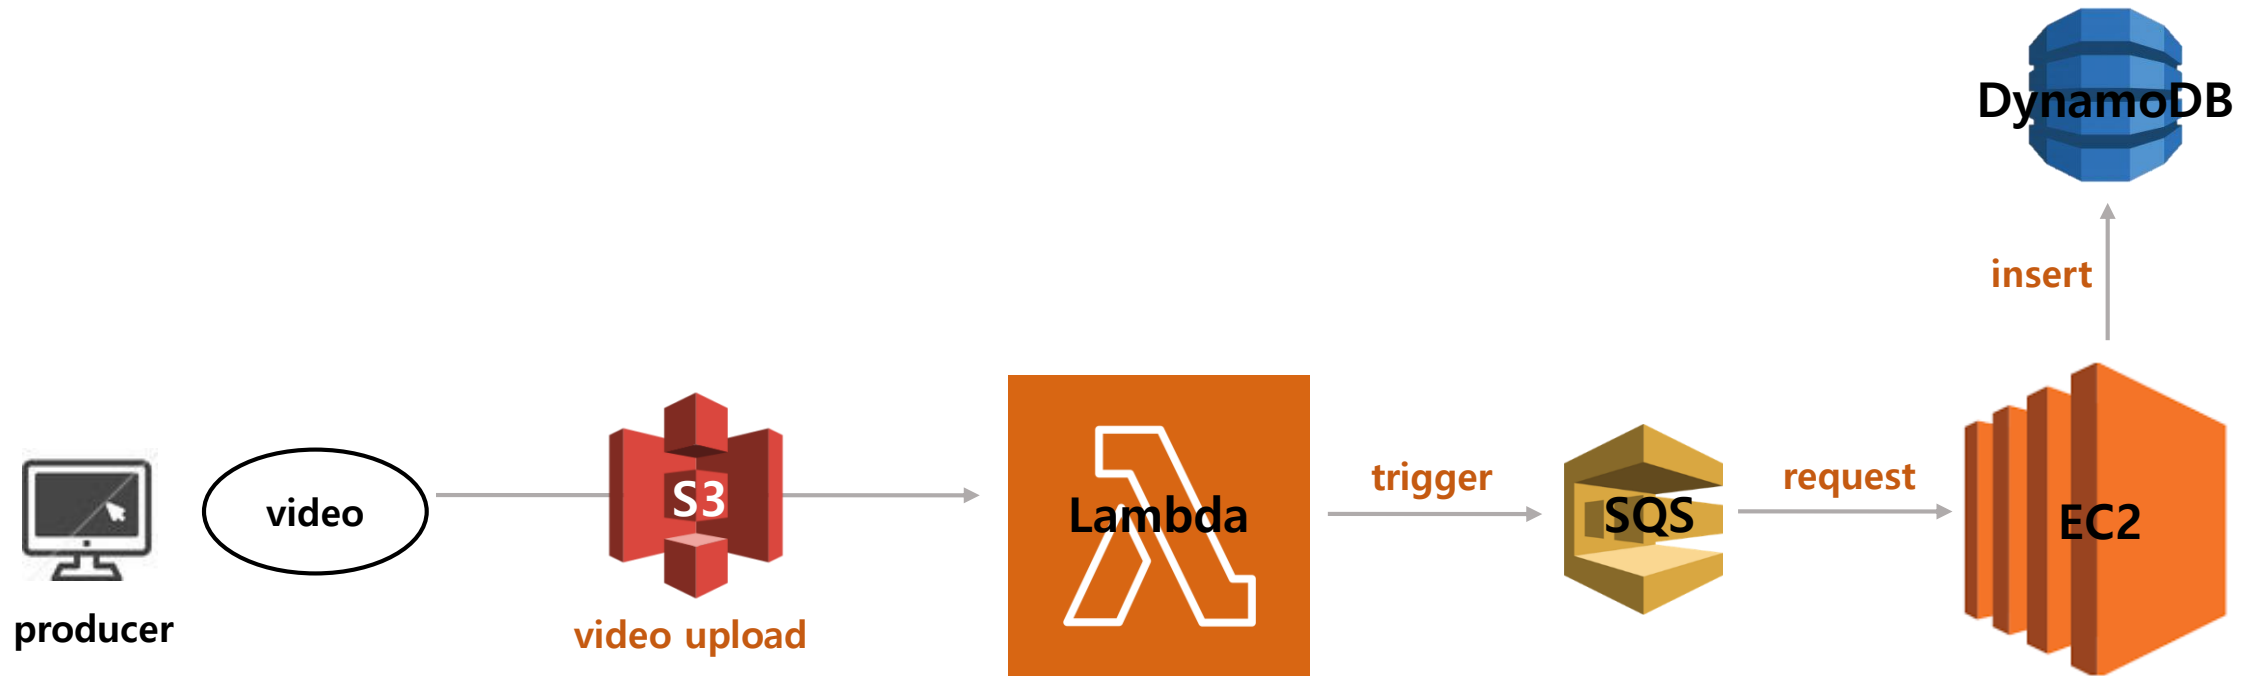 DynamoDB
insert
producer
video
S3
video upload
Lambda
trigger
SQS
request
EC2